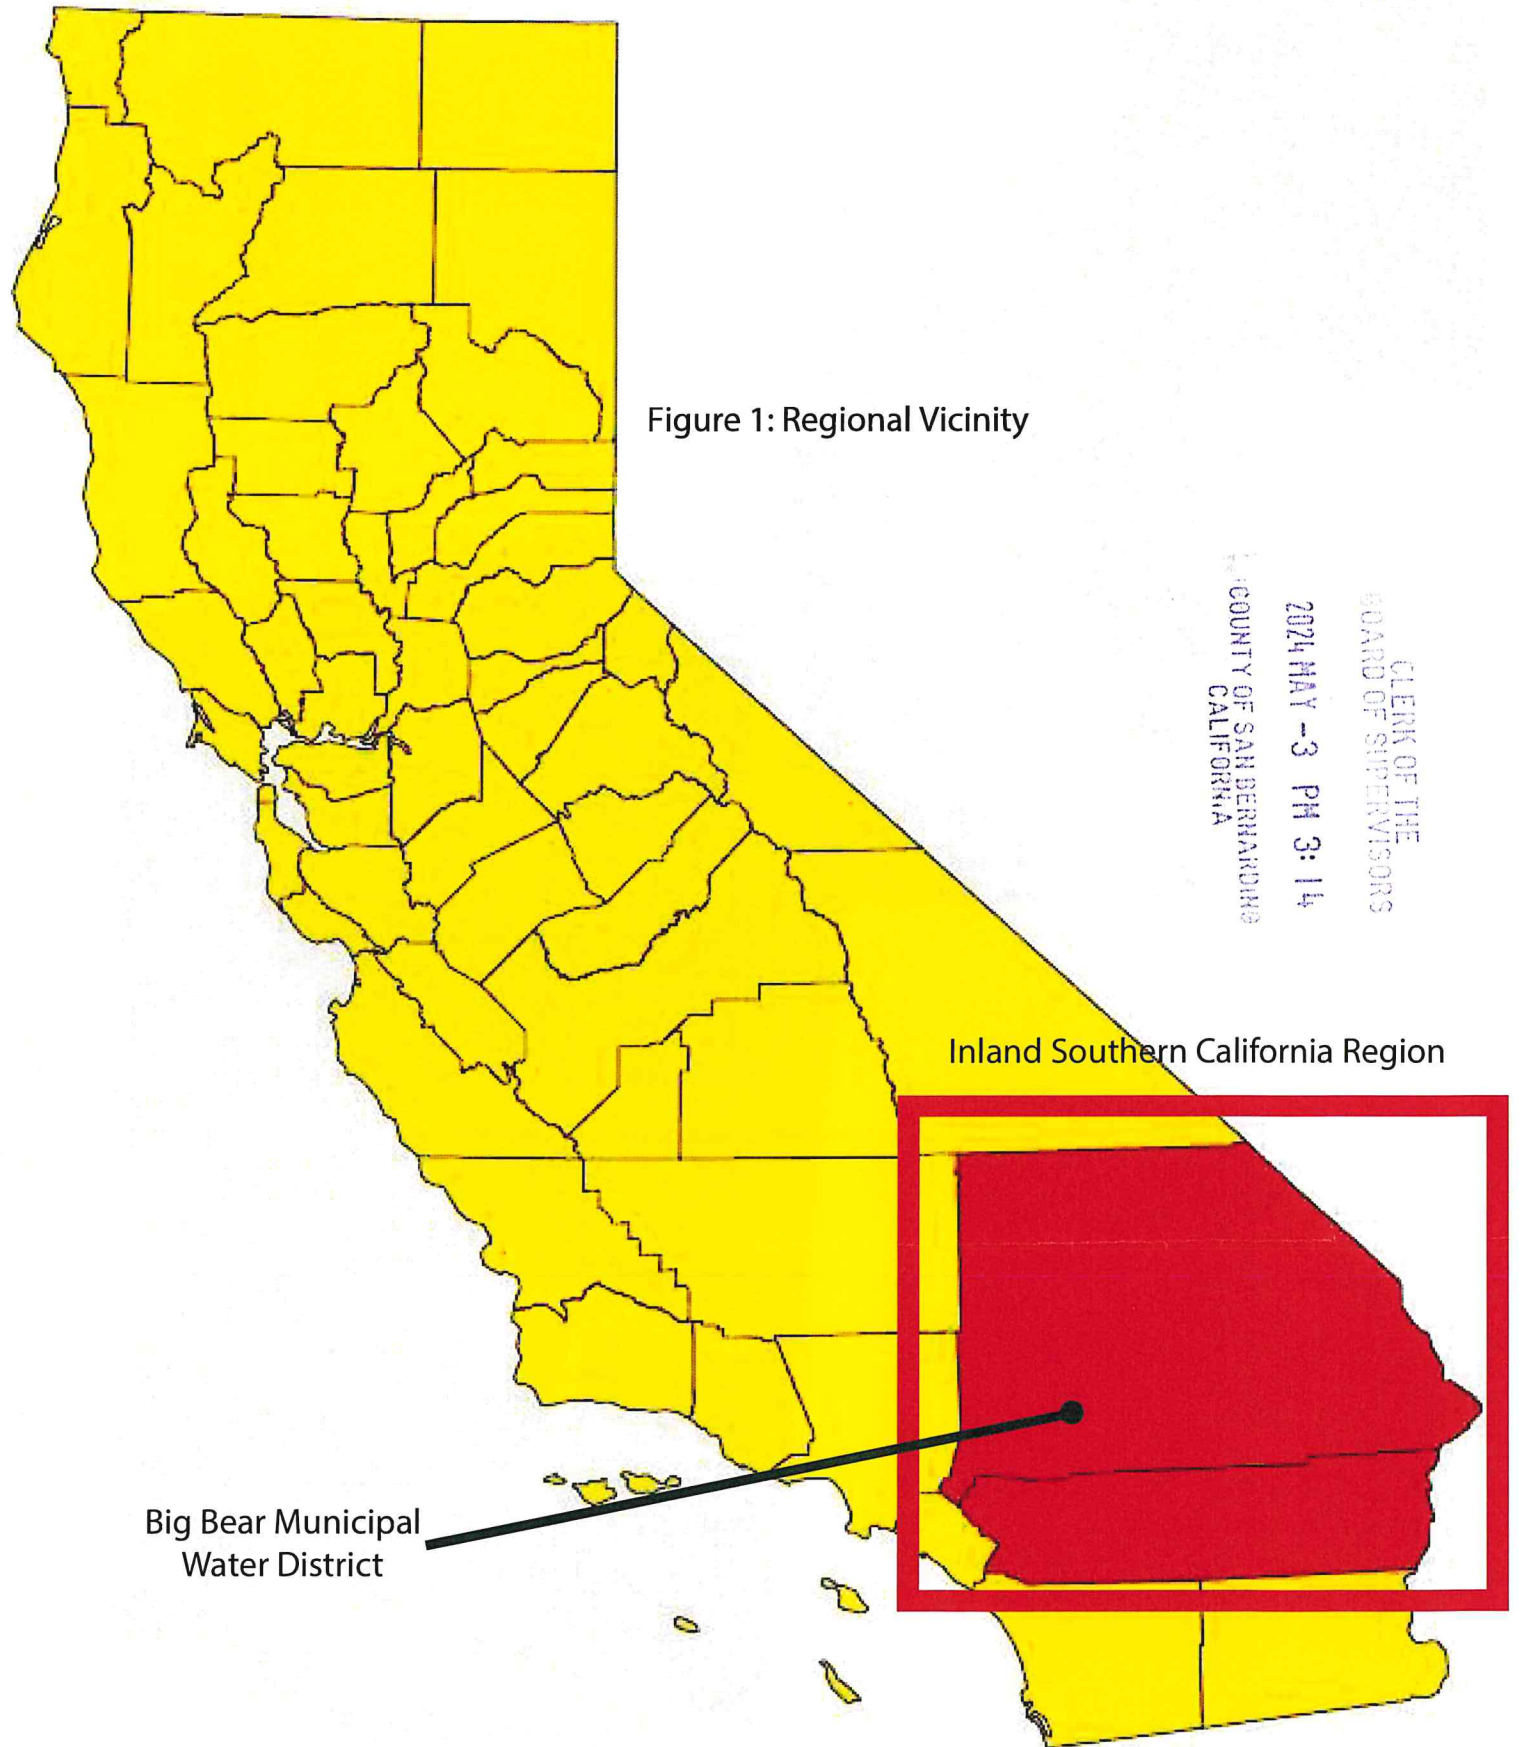 Figure 1: Regional Vicinity
CLERK OF THE
BOARD OF SUPERVISORS
2024 MAY -3 PM 3: 14
COUNTY OF SAN BERNARDINO
CALIFORNIA
Inland Southern California Region
Big Bear Municipal
Water District